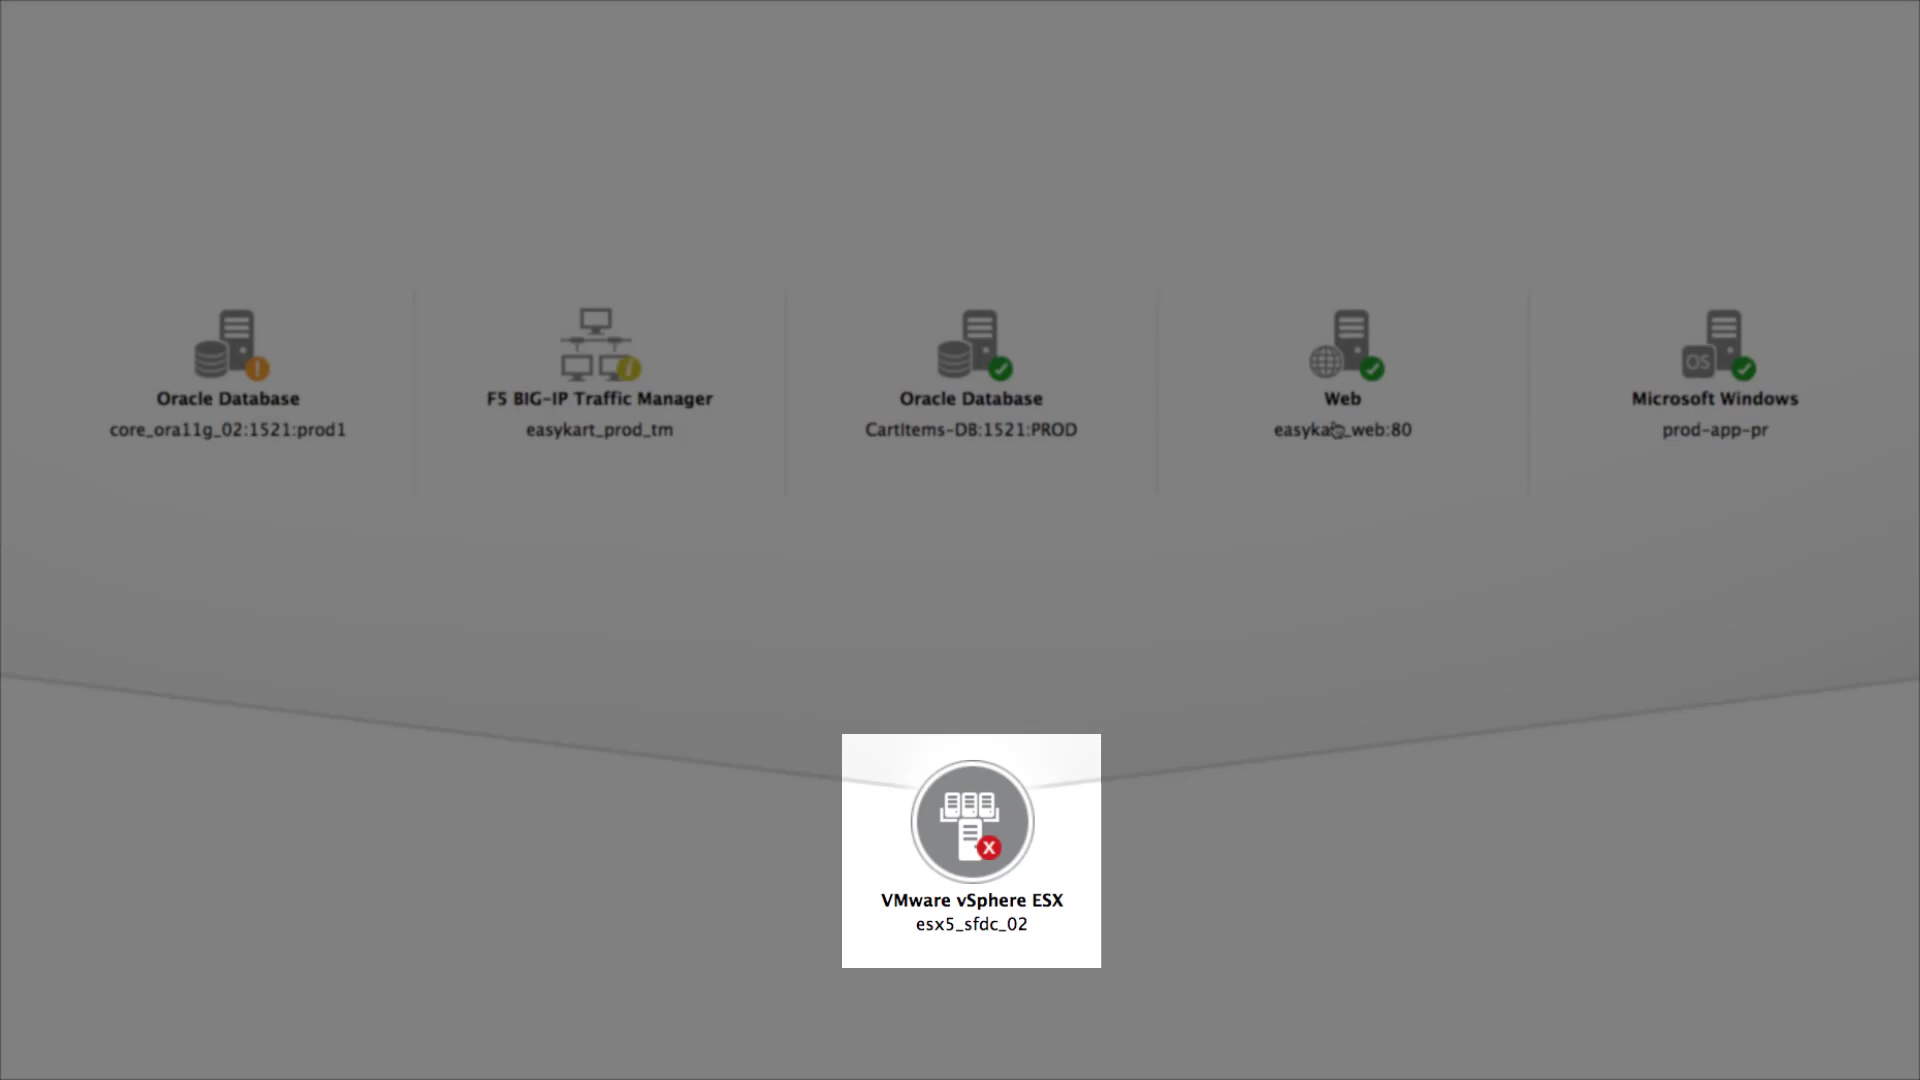 Oracle Database
core_ora11g_02:1521:prod1
F5 BIG-IP Traffic Manager
easykart_prod_tm
Oracle Database
CartItems-DB:1521:PROD
OS
Web
easykart_web:80
Microsoft Windows
prod-app-pr
VMware vSphere ESX
esx5_sfdc_02